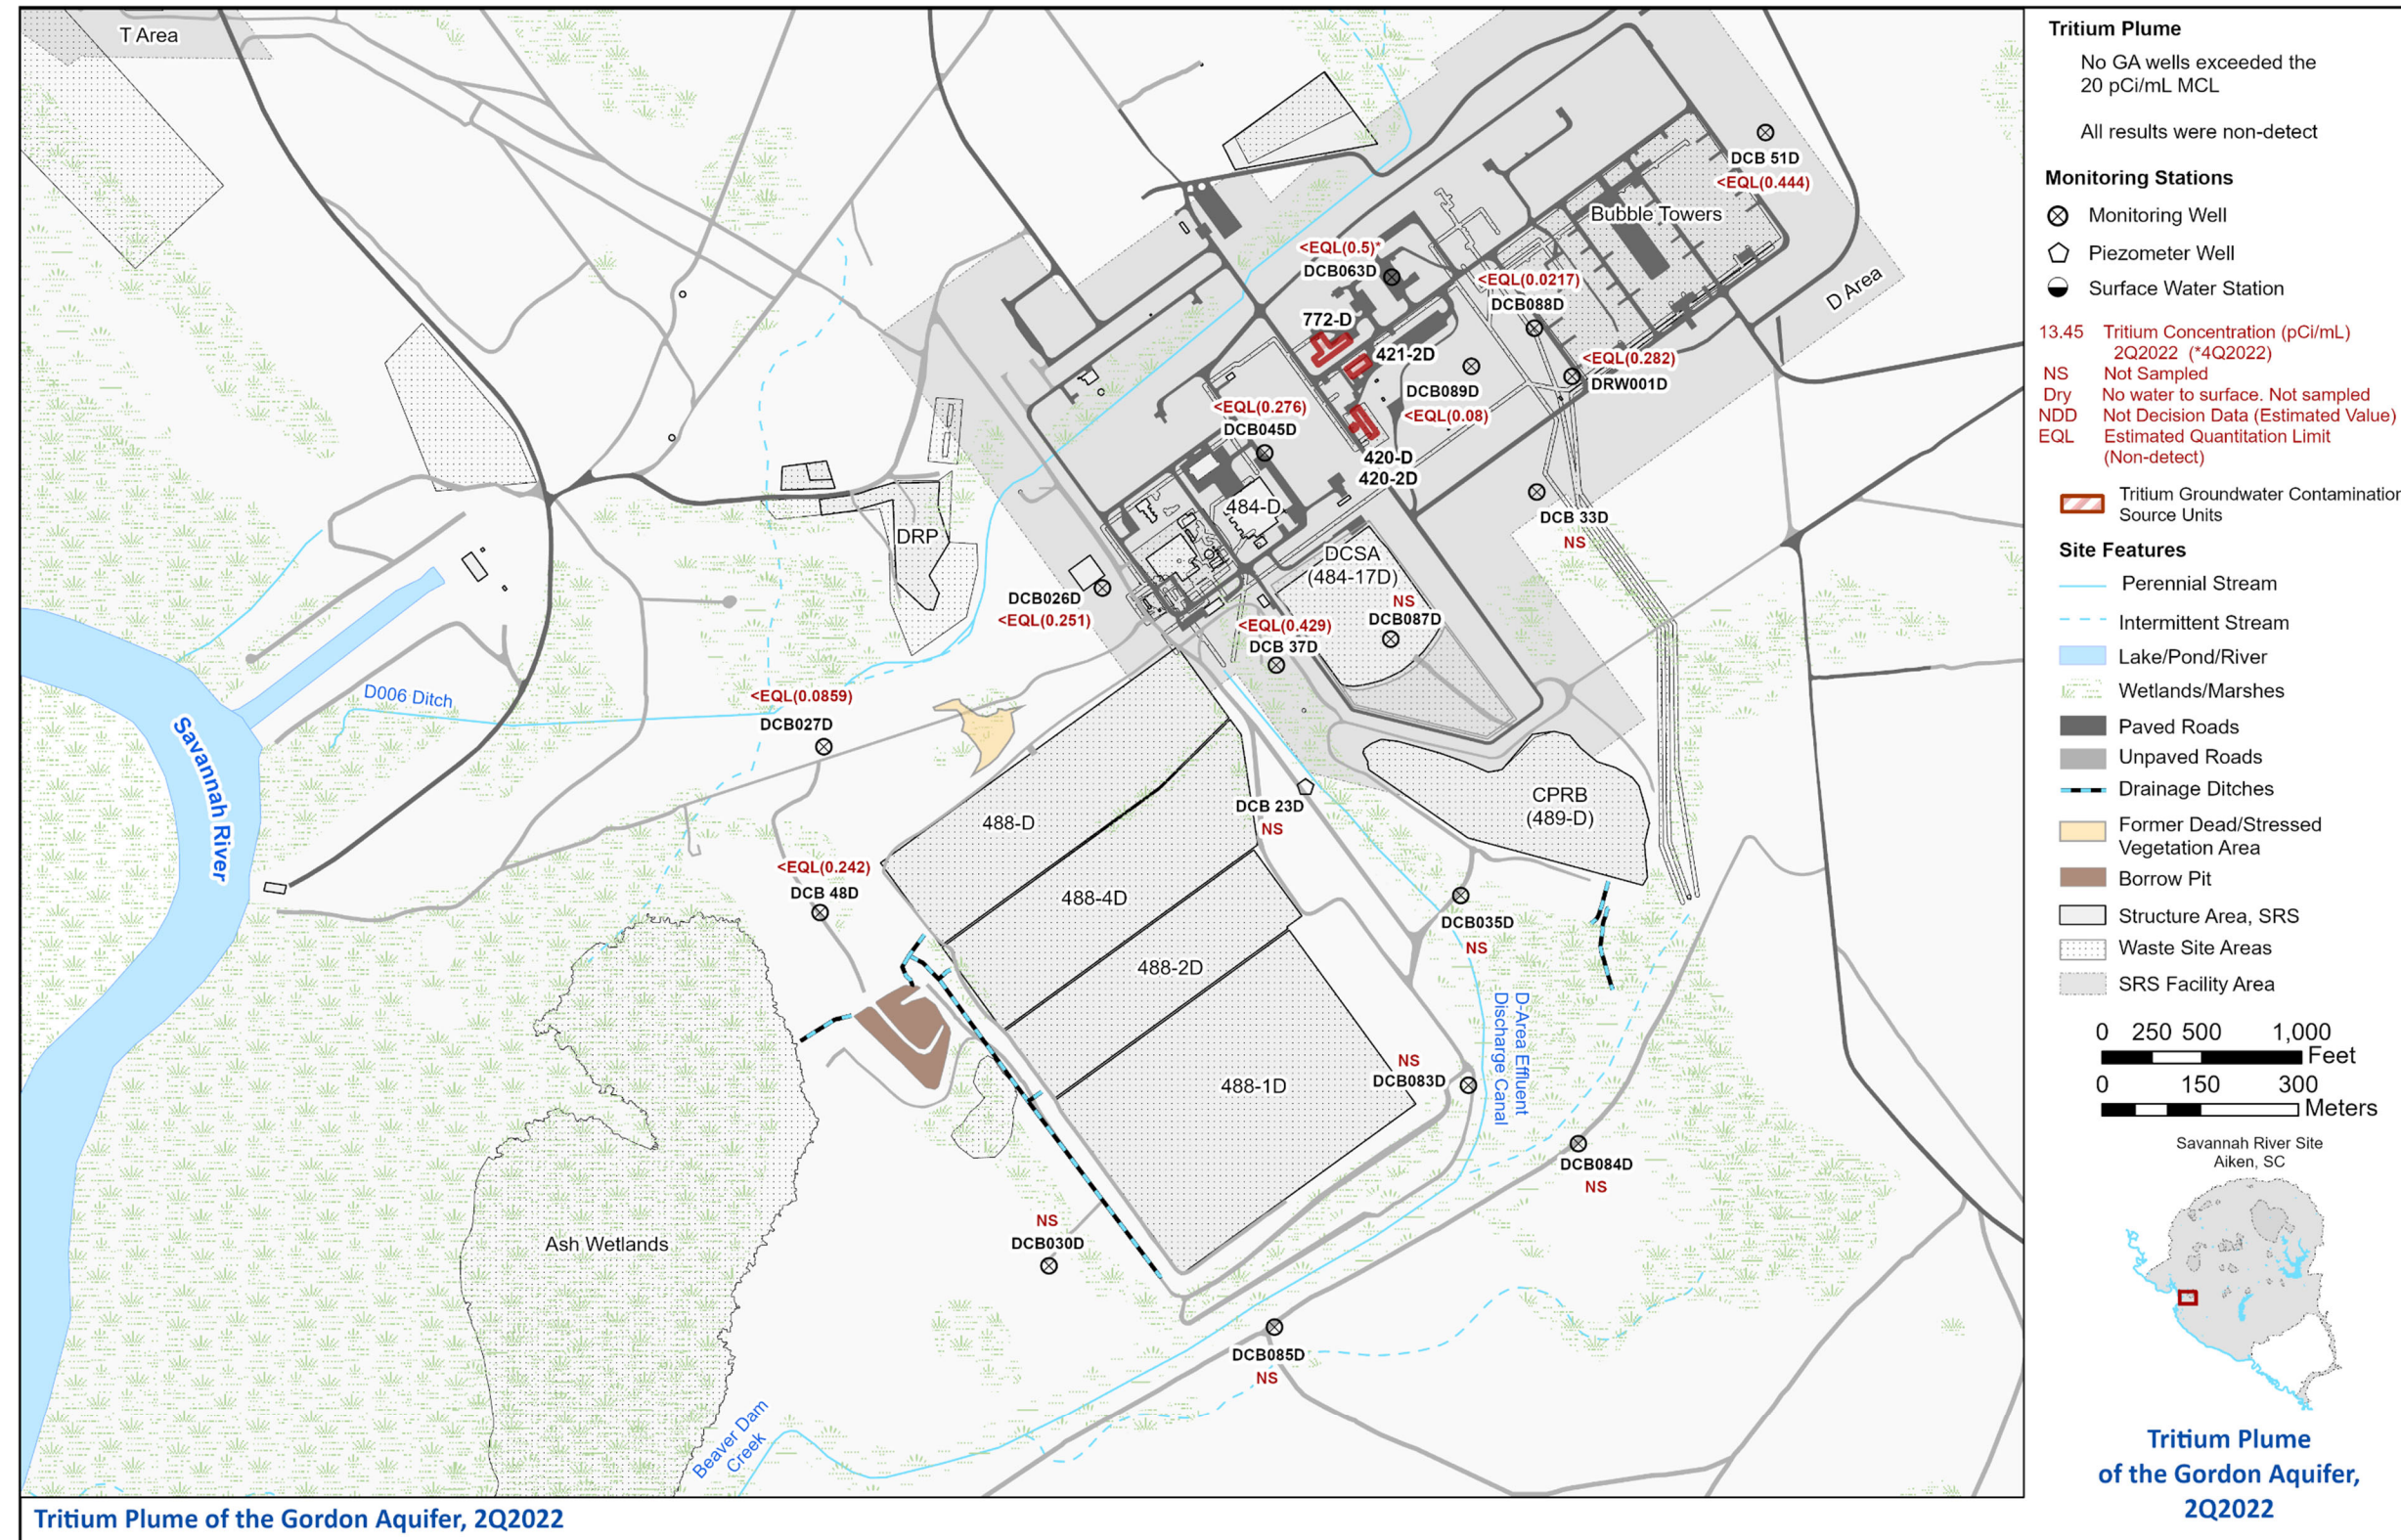 T Area
DCB 51D
<EQL(0.444)
Bubble Towers
D Area
<EQL(0.5)*
DCB063D
<EQL(0.0217)
DCB088D
772-D
421-2D
<EQL(0.282)
DRW001D
DCB089D
<EQL(0.08)
<EQL(0.276)
DCB045D
420-D
420-2D
484-D
DRP
DCB 33D
NS
DCSA
(484-17D)
NS
DCB087D
DCB026D
<EQL(0.251)
<EQL(0.429)
DCB 37D
D006 Ditch
<EQL(0.0859)
DCB027D
Savannah River
488-D
DCB 23D
NS
CPRB
(489-D)
<EQL(0.242)
DCB 48D
488-4D
DCB035D
NS
488-2D
D-Area Effluent
Discharge Canal
NS
DCB083D
488-1D
DCB084D
NS
Ash Wetlands
NS
DCB030D
DCB085D
NS
Beaver Dam
Creek
Tritium Plume of the Gordon Aquifer, 2Q2022
Tritium Plume
No GA wells exceeded the
20 pCi/mL MCL
All results were non-detect
Monitoring Stations
Monitoring Well
Piezometer Well
Surface Water Station
13.45 Tritium Concentration (pCi/mL)
2Q2022 (*4Q2022)
NS Not Sampled
Dry No water to surface. Not sampled
NDD Not Decision Data (Estimated Value)
EQL Estimated Quantitation Limit
(Non-detect)
Tritium Groundwater Contamination
Source Units
Site Features
Perennial Stream
Intermittent Stream
Lake/Pond/River
Wetlands/Marshes
Paved Roads
Unpaved Roads
Drainage Ditches
Former Dead/Stressed
Vegetation Area
Borrow Pit
Structure Area, SRS
Waste Site Areas
SRS Facility Area
0 250 500 1,000
Feet
0 150 300
Meters
Savannah River Site
Aiken, SC
Tritium Plume
of the Gordon Aquifer,
2Q2022